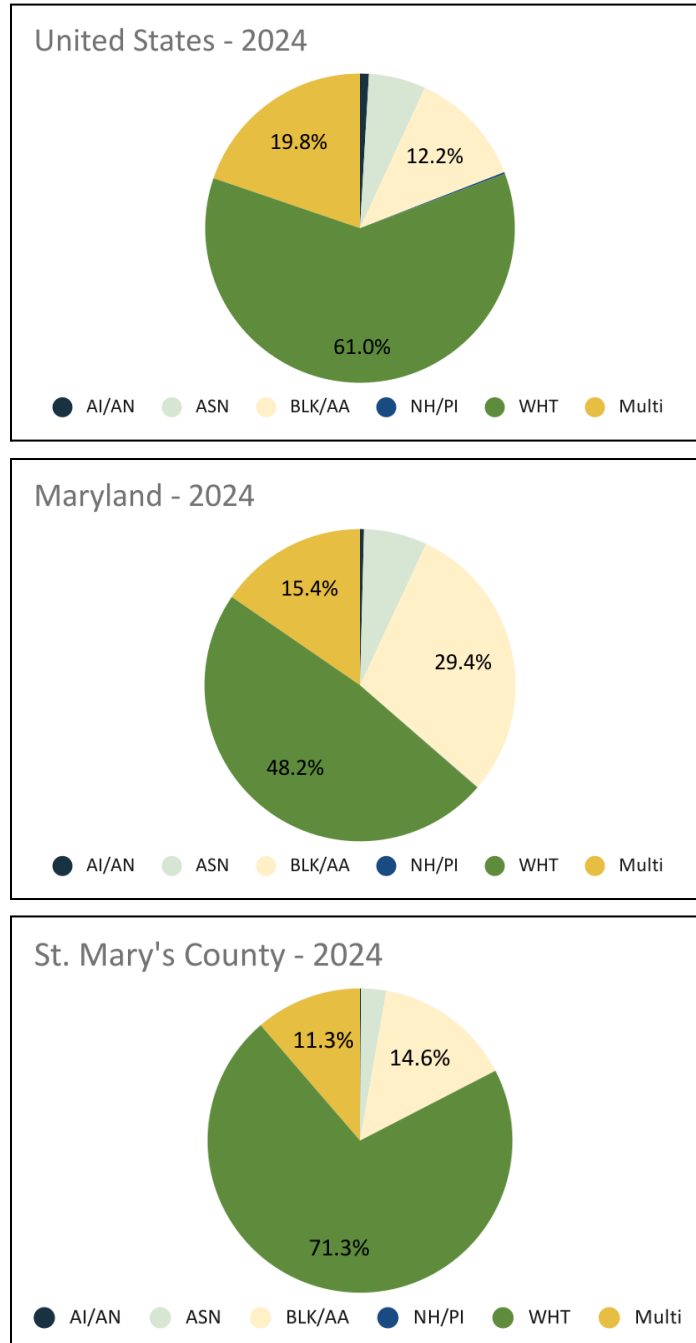 United States - 2024
19.8%
12.2%
61.0%
AI/AN ASN BLK/AA NH/PI WHT Multi
Maryland - 2024
15.4%
29.4%
48.2%
AI/AN ASN BLK/AA NH/PI WHT Multi
St. Mary's County - 2024
11.3%
14.6%
71.3%
AI/AN ASN BLK/AA NH/PI WHT Multi